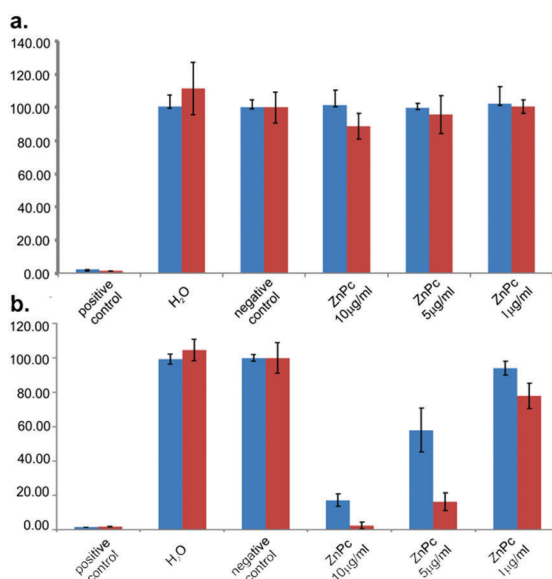 a.
140.00
120.00
100.00
80.00
60.00
40.00
20.00
0.00
positive
control
H₂O
negative
control
ZnPc
10µg/ml
ZnPc
5µg/ml
ZnPc
1µg/ml
b.
120.00
100.00
80.00
60.00
40.00
20.00
0.00
positive
control
H₂O
negative
control
ZnPc
10µg/ml
ZnPc
5µg/ml
ZnPc
1µg/ml